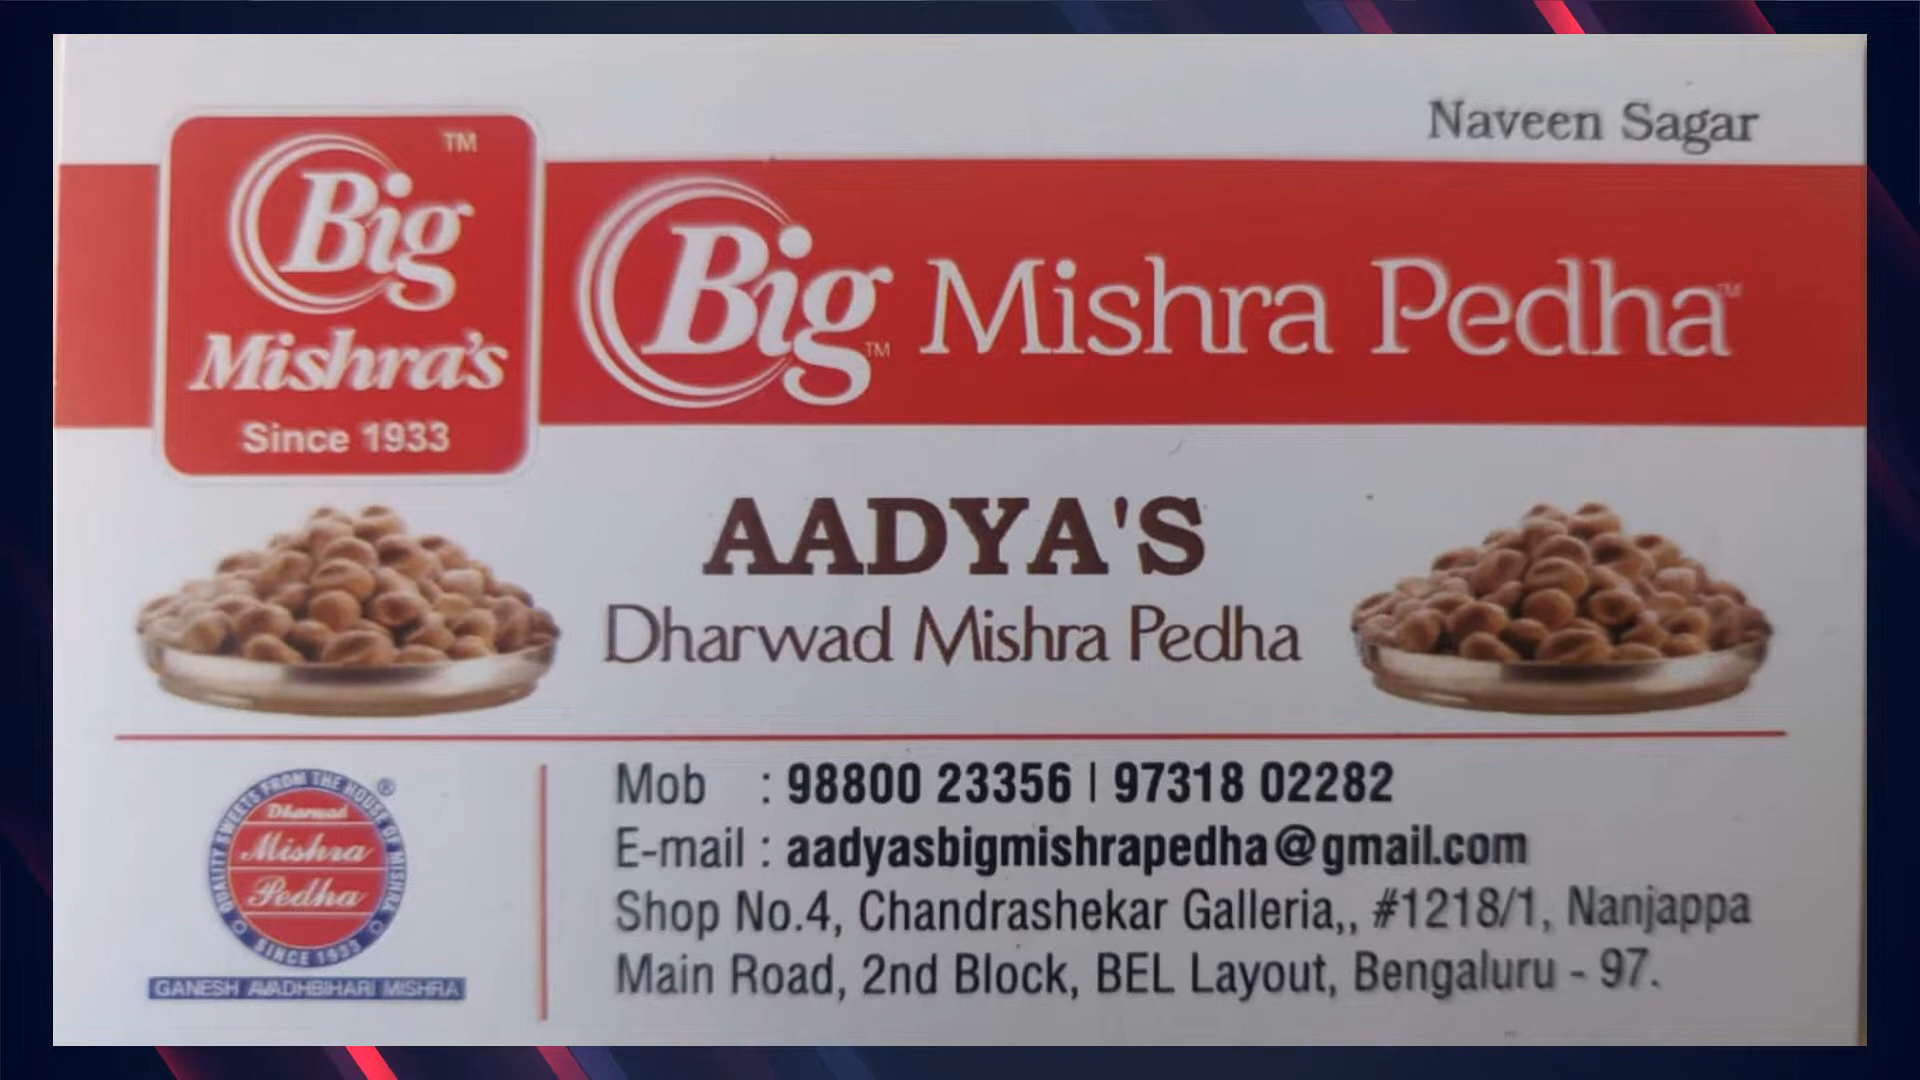 Naveen Sagar
Big TM
Mishra's
Since 1933
Big TM Mishra Pedha TM
AADYA'S
Dharwad Mishra Pedha
QUALITY SWEETS FROM THE HOUSE OF MISHRA ®
Dharwad
Mishra
Pedha
SINCE 1933
GANESH AVADHBIHARI MISHRA
Mob : 98800 23356 | 97318 02282
E-mail : aadyasbigmishrapedha@gmail.com
Shop No.4, Chandrashekar Galleria,, #1218/1, Nanjappa
Main Road, 2nd Block, BEL Layout, Bengaluru - 97.